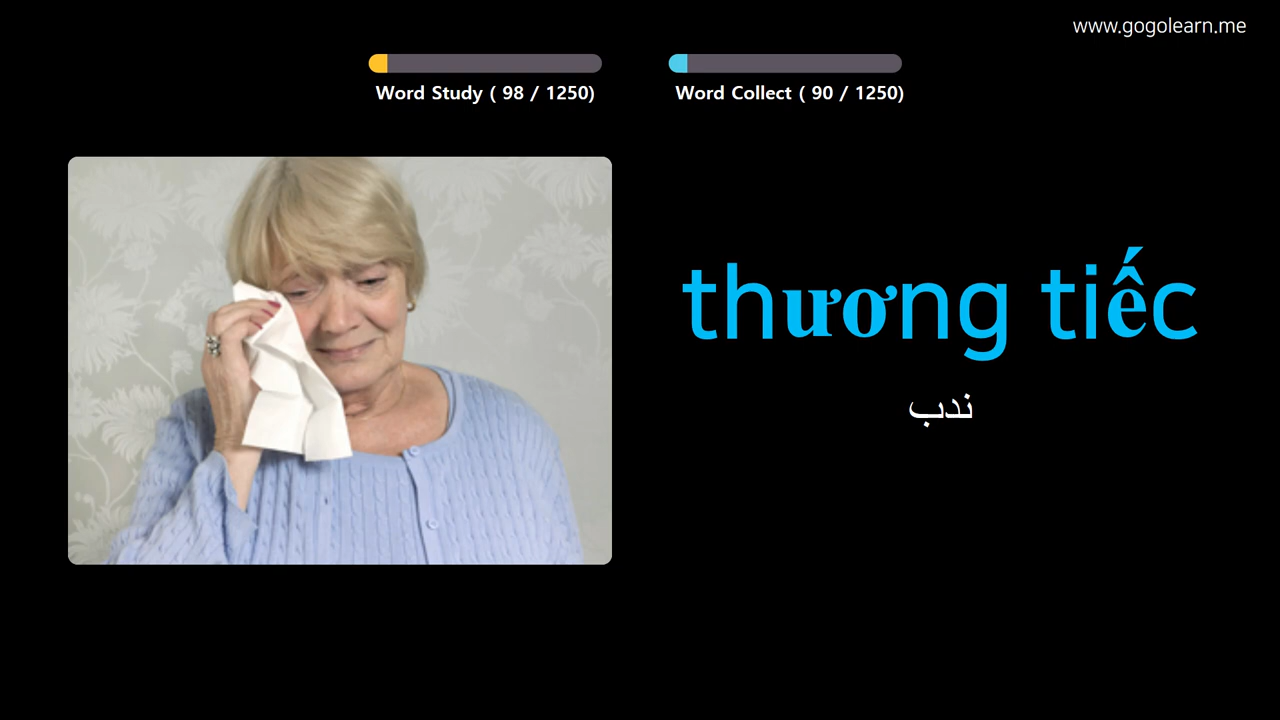 www.gogolearn.me
Word Study ( 98 / 1250)
Word Collect ( 90 / 1250)
thương tiếc
ندب